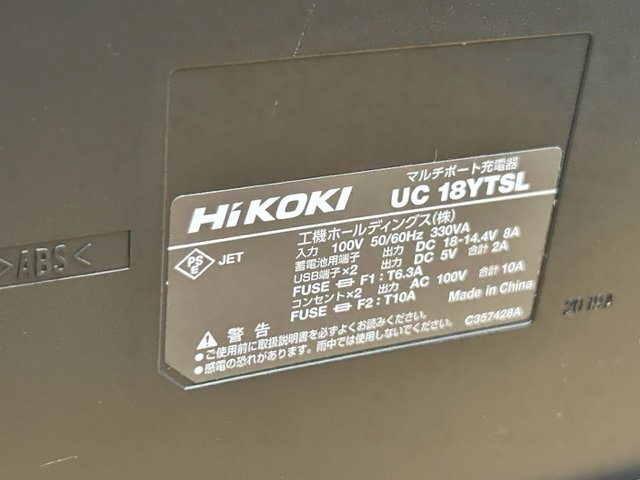 マルチポート充電器
HiKOKI UC 18YTSL
工機ホールディングス(株)
PS E JET
入力 100V 50/60Hz 330VA
蓄電池用端子 出力 DC 18-14.4V 8A
USB端子×2 出力 DC 5V 合計 2A
FUSE F1:T6.3A
コンセント×2 出力 AC 100V 合計 10A
FUSE F2:T10A Made in China
警告
●ご使用前に取扱説明書を必ずよくお読みください。
●感電の恐れがあります。雨中では使用しないでください。
C357428A
>ABS<